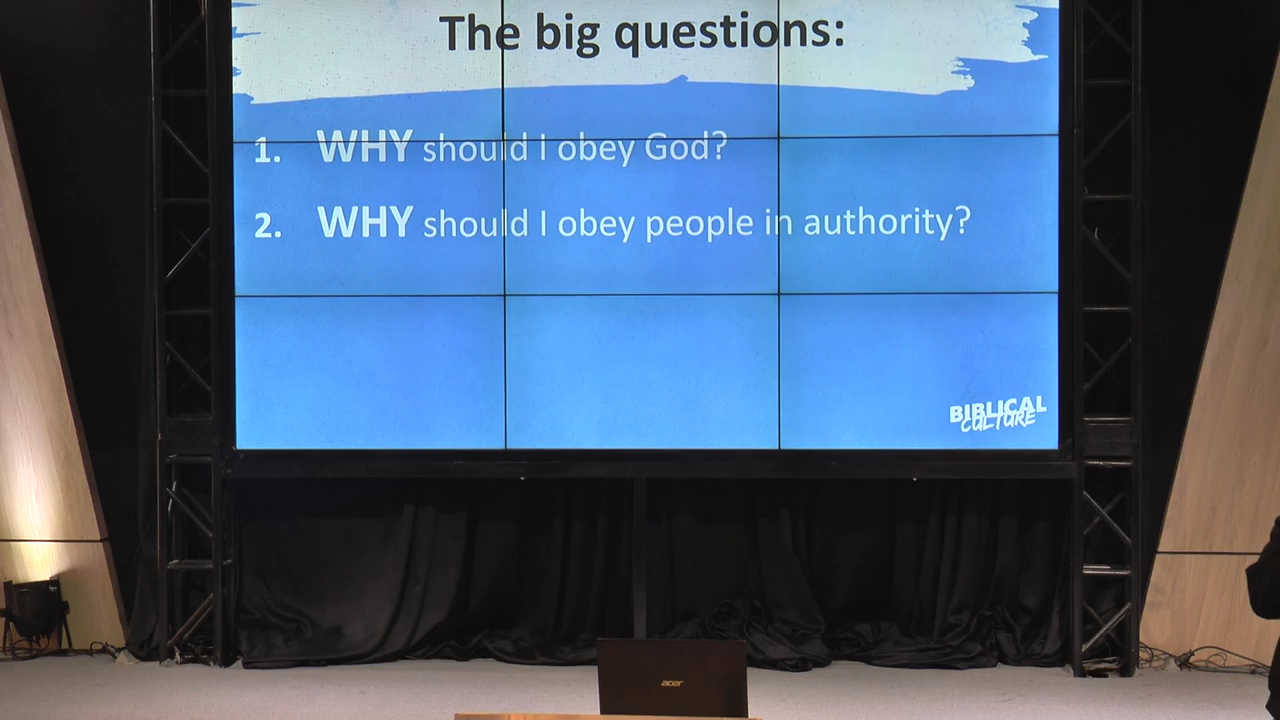 The big questions:
1. WHY should I obey God?
2. WHY should I obey people in authority?
BIBLICAL
CULTURE
acer